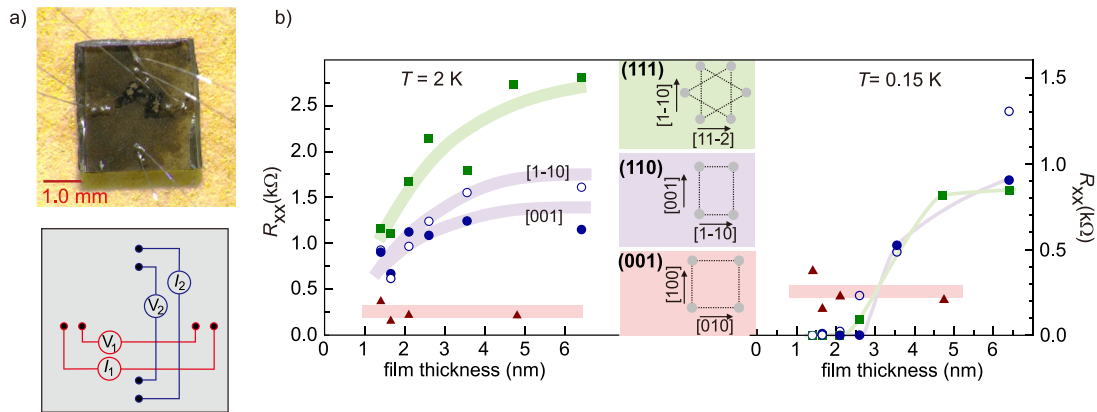 a)
1.0 mm
V₂
I₂
V₁
I₁
b)
T = 2 K
Rxx(kΩ)
2.5
2.0
1.5
1.0
0.5
0.0
[1-10]
[001]
0 1 2 3 4 5 6 7
film thickness (nm)
(111)
[1-10]
[11-2]
(110)
[001]
[1-10]
(001)
[100]
[010]
T = 0.15 K
1.5
1.0
0.5
0.0
Rxx(kΩ)
0 1 2 3 4 5 6 7
film thickness (nm)